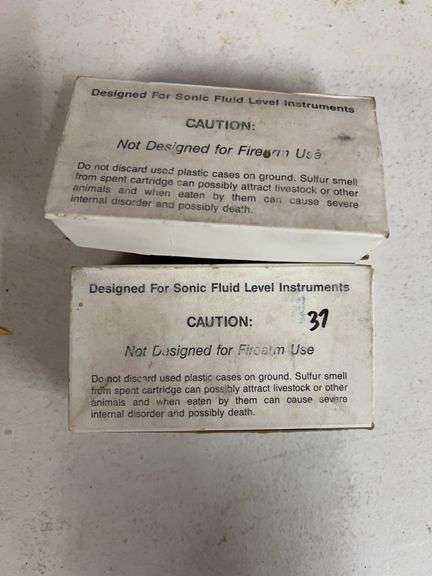 Designed For Sonic Fluid Level Instruments
CAUTION:
Not Designed for Firearm Use
Do not discard used plastic cases on ground. Sulfur smell
from spent cartridge can possibly attract livestock or other
animals and when eaten by them can cause severe
internal disorder and possibly death.
Designed For Sonic Fluid Level Instruments
CAUTION:
37
Not Designed for Firearm Use
Do not discard used plastic cases on ground. Sulfur smell
from spent cartridge can possibly attract livestock or other
animals and when eaten by them can cause severe
internal disorder and possibly death.